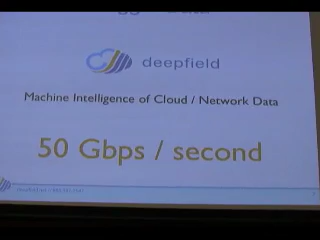 deepfield
Machine Intelligence of Cloud / Network Data
50 Gbps / second